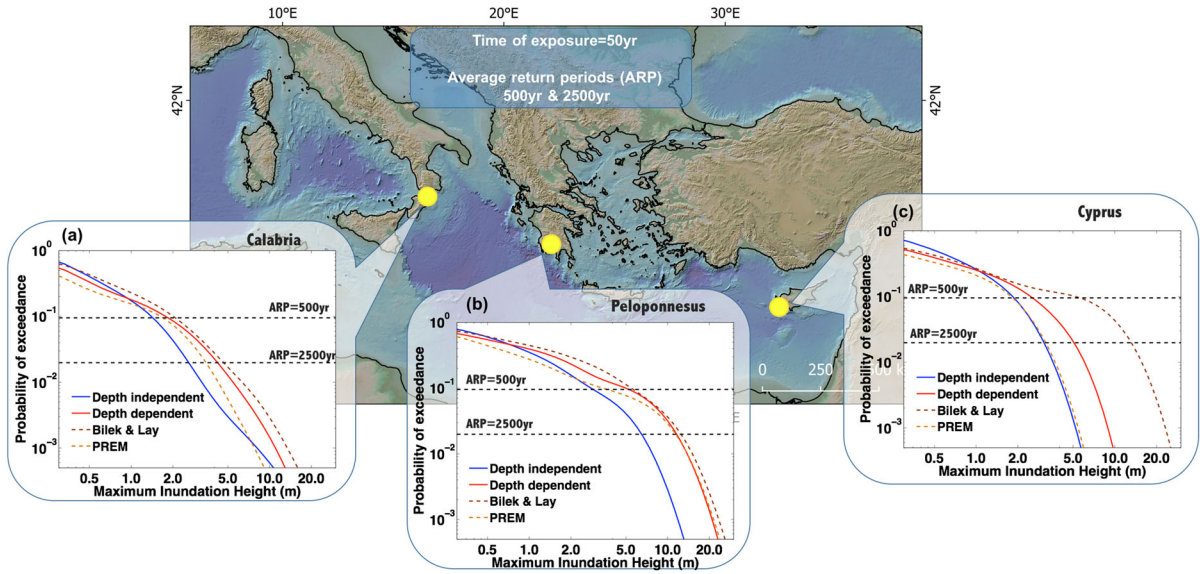 10°E
20°E
30°E
42°N
42°N
Time of exposure=50yr
Average return periods (ARP)
500yr & 2500yr
(a)
Calabria
Probability of exceedance
10⁰
10⁻¹
10⁻²
10⁻³
ARP=500yr
ARP=2500yr
Depth independent
Depth dependent
Bilek & Lay
PREM
0.5 1.0 2.0 5.0 10.0 20.0
Maximum Inundation Height (m)
(b)
Peloponnesus
Probability of exceedance
10⁰
10⁻¹
10⁻²
10⁻³
ARP=500yr
ARP=2500yr
Depth independent
Depth dependent
Bilek & Lay
PREM
0.5 1.0 2.0 5.0 10.0 20.0
Maximum Inundation Height (m)
(c)
Cyprus
Probability of exceedance
10⁰
10⁻¹
10⁻²
10⁻³
ARP=500yr
ARP=2500yr
Depth independent
Depth dependent
Bilek & Lay
PREM
0.5 1.0 2.0 5.0 10.0 20.0
Maximum Inundation Height (m)
0 250